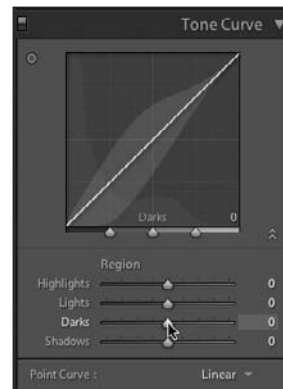 Tone Curve
Darks 0
Region
Highlights 0
Lights 0
Darks 0
Shadows 0
Point Curve : Linear